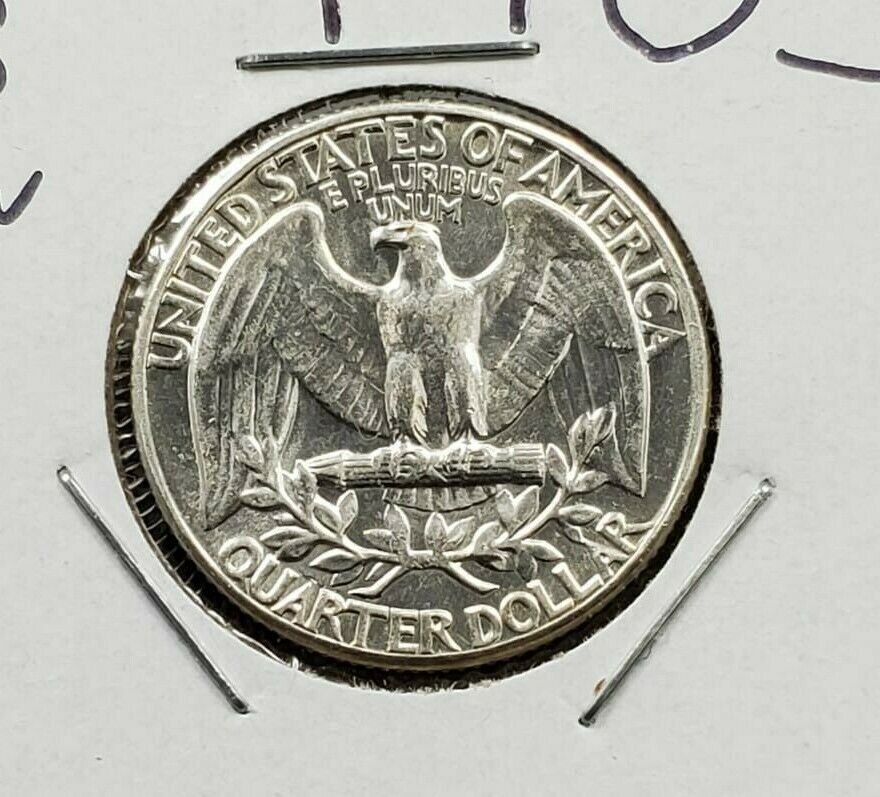 UNITED STATES OF AMERICA
E PLURIBUS
UNUM
QUARTER DOLLAR